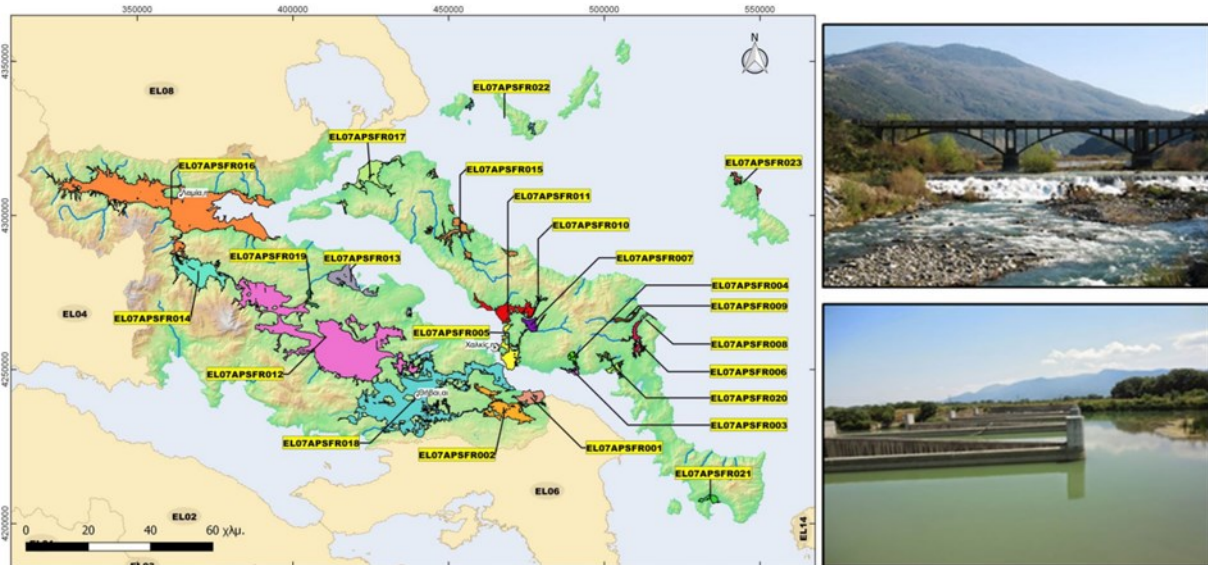 350000
400000
450000
500000
550000
4350000
4300000
4250000
4200000
N
EL08
EL07APSFR022
EL07APSFR017
EL07APSFR016
EL07APSFR015
EL07APSFR023
EL07APSFR011
EL07APSFR010
EL07APSFR019
EL07APSFR013
EL07APSFR007
EL07APSFR004
EL07APSFR009
EL04
EL07APSFR014
EL07APSFR005
Χαλκίς
EL07APSFR008
EL07APSFR012
EL07APSFR006
EL07APSFR020
EL07APSFR003
EL07APSFR018
EL07APSFR002
EL07APSFR001
EL07APSFR021
EL06
EL02
EL14
0 20 40 60 χλμ.